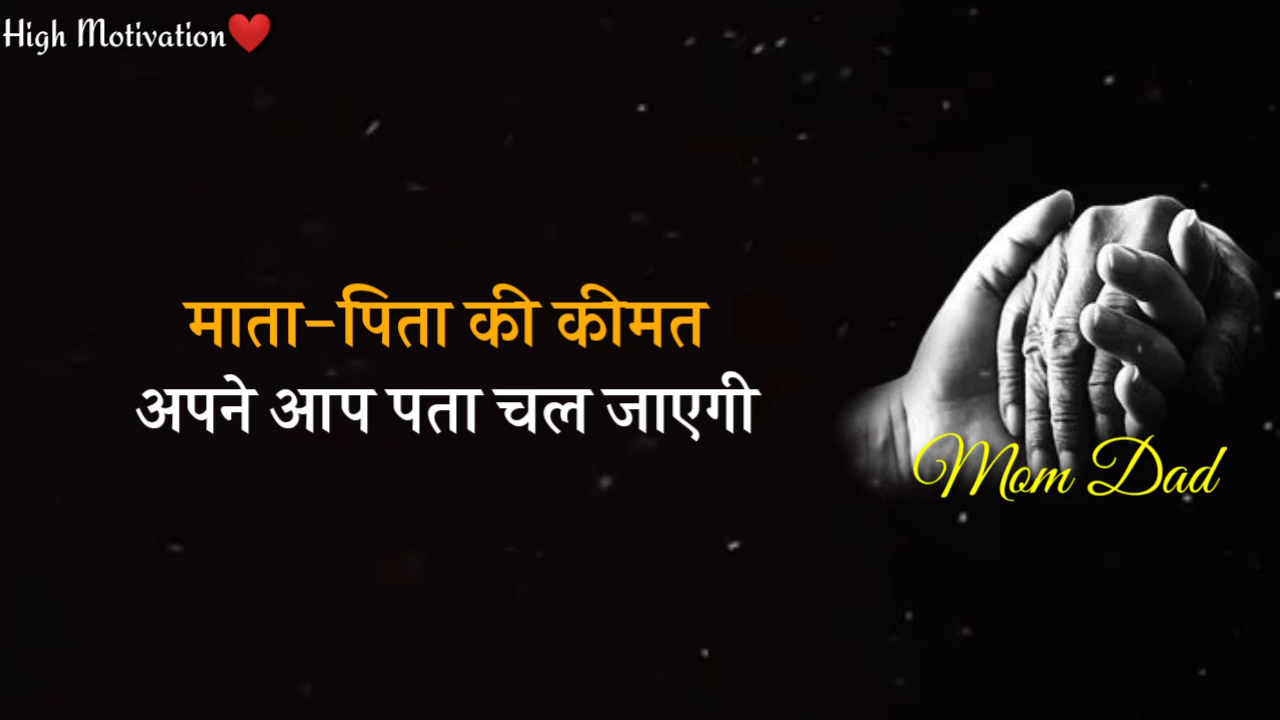 High Motivation❤️
माता-पिता की कीमत
अपने आप पता चल जाएगी
Mom Dad